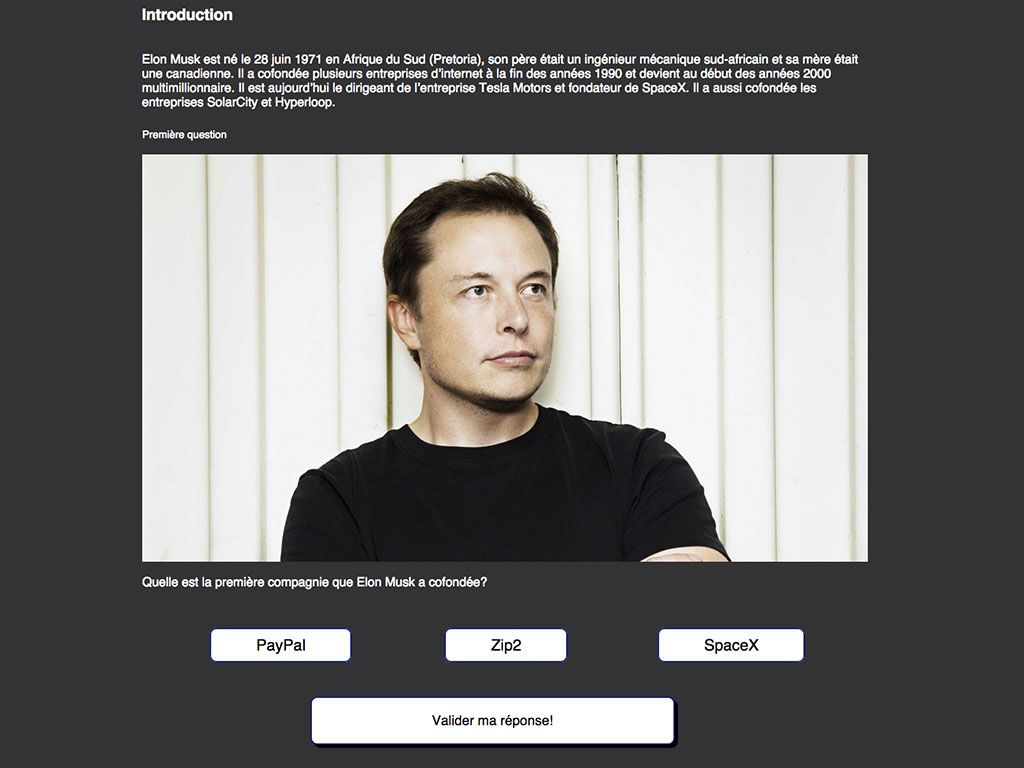 Introduction
Elon Musk est né le 28 juin 1971 en Afrique du Sud (Pretoria), son père était un ingénieur mécanique sud-africain et sa mère était
une canadienne. Il a cofondée plusieurs entreprises d'internet à la fin des années 1990 et devient au début des années 2000
multimillionnaire. Il est aujourd'hui le dirigeant de l'entreprise Tesla Motors et fondateur de SpaceX. Il a aussi cofondée les
entreprises SolarCity et Hyperloop.
Première question
Quelle est la première compagnie que Elon Musk a cofondée?
PayPal
Zip2
SpaceX
Valider ma réponse!